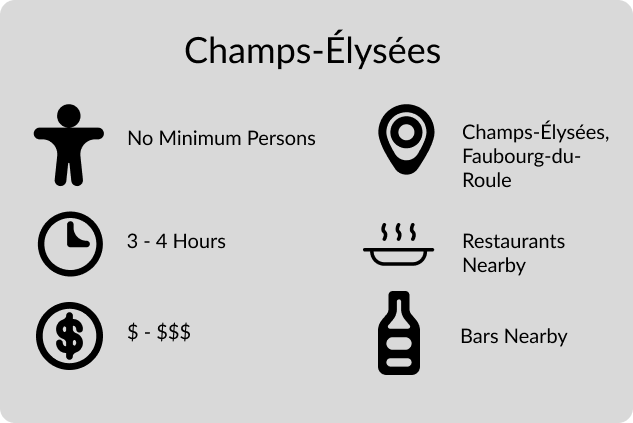 Champs-Élysées
No Minimum Persons
Champs-Élysées,
Faubourg-du-
Roule
3 - 4 Hours
Restaurants
Nearby
$ - $$$
Bars Nearby